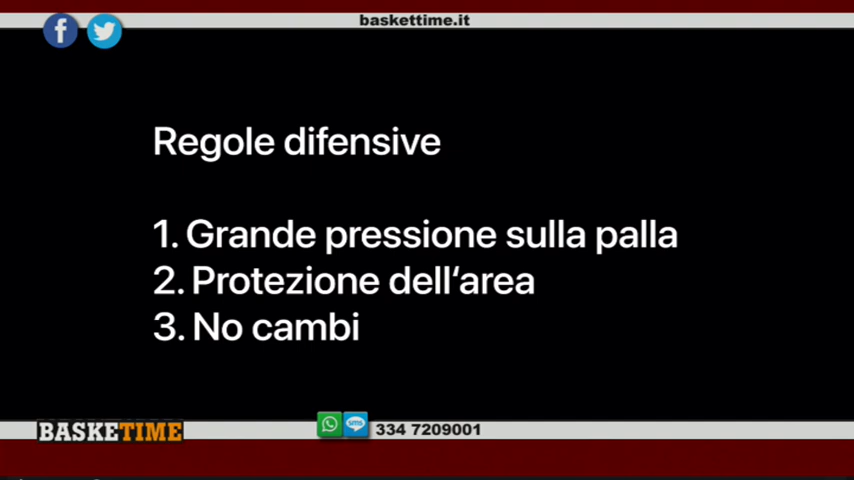 baskettime.it
Regole difensive
1. Grande pressione sulla palla
2. Protezione dell‘area
3. No cambi
BASKETIME
sms
334 7209001